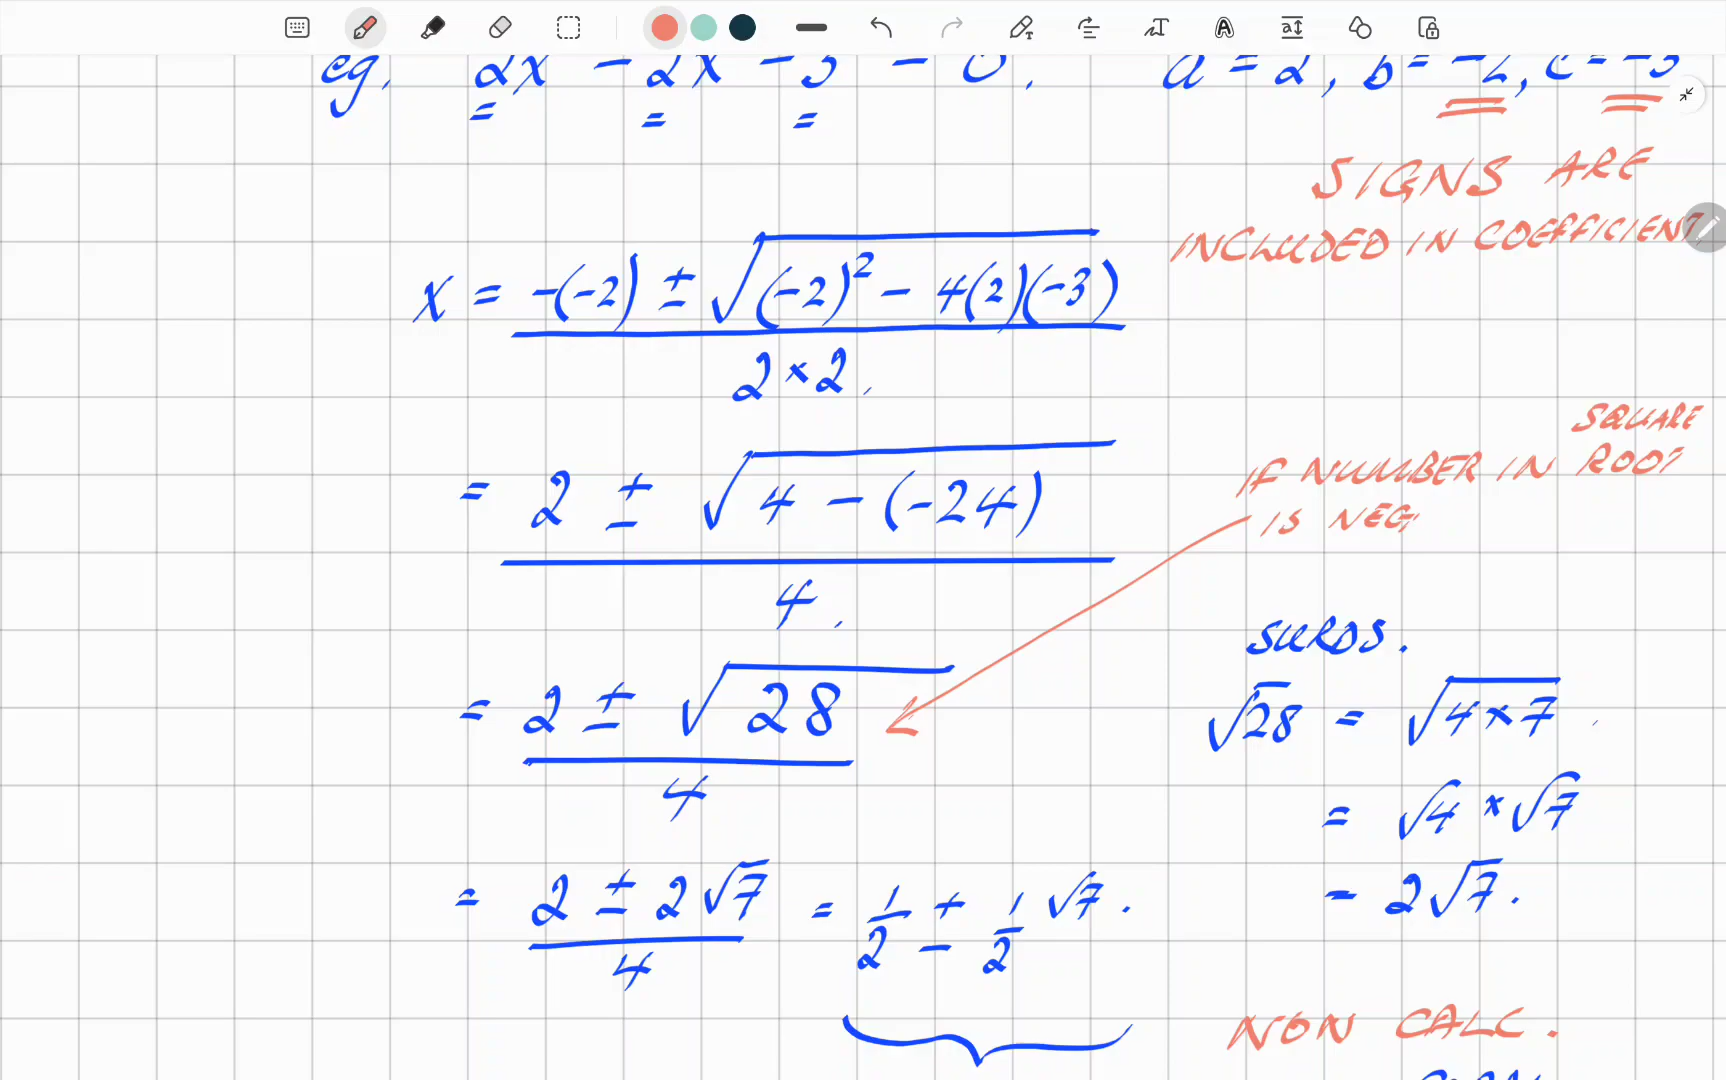 eg. 2x - 2x - 3 = 0. a = 2, b = -2, c = -3
SIGNS ARE
INCLUDED IN COEFFICIENT
x = -(-2) ± √(-2)² - 4(2)(-3)
2 × 2.
= 2 ± √4 - (-24)
4.
SQUARE
IF NUMBER IN ROOT
IS NEG.
= 2 ± √28
4
SURDS.
√28 = √4×7
= √4 × √7
= 2√7.
= 2 ± 2√7
4
= 1/2 ± 1/2 √7.
NON CALC.